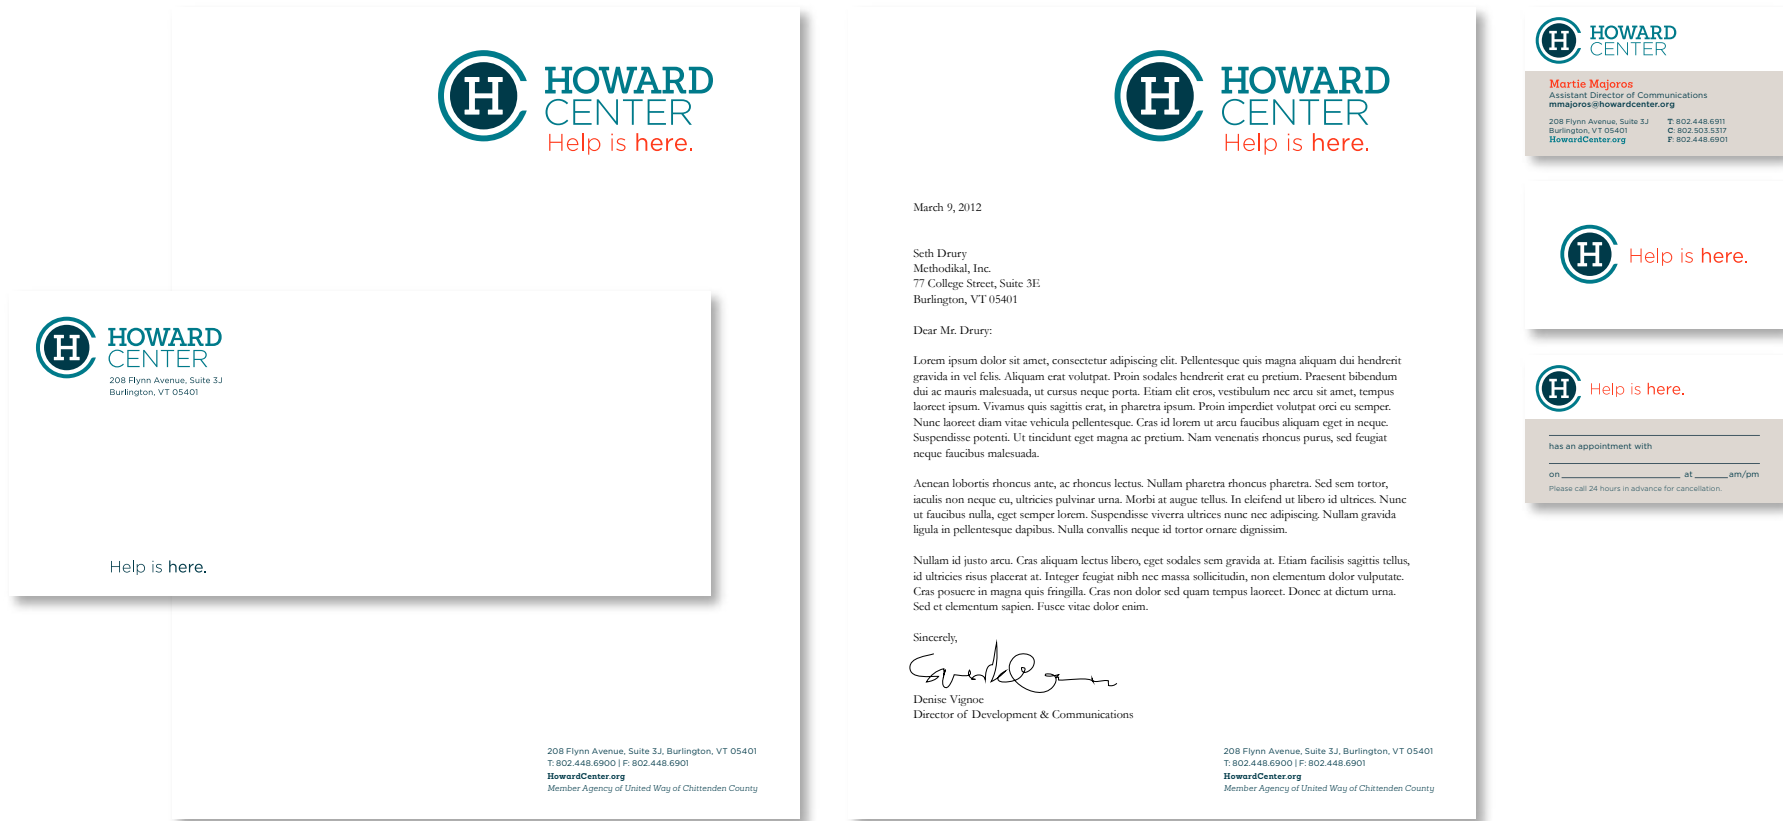 HOWARD
CENTER
Help is here.
208 Flynn Avenue, Suite 3J, Burlington, VT 05401
T: 802.448.6900 | F: 802.448.6901
HowardCenter.org
Member Agency of United Way of Chittenden County
H HOWARD
CENTER
208 Flynn Avenue, Suite 3J
Burlington, VT 05401
Help is here.
H HOWARD
CENTER
Help is here.
March 9, 2012
Seth Drury
Methodikal, Inc.
77 College Street, Suite 3E
Burlington, VT 05401
Dear Mr. Drury:
Lorem ipsum dolor sit amet, consectetur adipiscing elit. Pellentesque quis magna aliquam dui hendrerit
gravida in vel felis. Aliquam erat volutpat. Proin sodales hendrerit erat eu pretium. Praesent bibendum
dui ac mauris malesuada, ut cursus neque porta. Etiam elit eros, vestibulum nec arcu sit amet, tempus
laoreet ipsum. Vivamus quis sagittis erat, in pharetra ipsum. Proin imperdiet volutpat orci eu semper.
Nunc laoreet diam vitae vehicula pellentesque. Cras id lorem ut arcu faucibus aliquam eget in neque.
Suspendisse potenti. Ut tincidunt eget magna ac pretium. Nam venenatis rhoncus purus, sed feugiat
neque faucibus malesuada.
Aenean lobortis rhoncus ante, ac rhoncus lectus. Nullam pharetra rhoncus pharetra. Sed sem tortor,
iaculis non neque eu, ultricies pulvinar urna. Morbi at augue tellus. In eleifend ut libero id ultrices. Nunc
ut faucibus nulla, eget semper lorem. Suspendisse viverra ultrices nunc nec adipiscing. Nullam gravida
ligula in pellentesque dapibus. Nulla convallis neque id tortor ornare dignissim.
Nullam id justo arcu. Cras aliquam lectus libero, eget sodales sem gravida at. Etiam facilisis sagittis tellus,
id ultricies risus placerat at. Integer feugiat nibh nec massa sollicitudin, non elementum dolor vulputate.
Cras posuere in magna quis fringilla. Cras non dolor sed quam tempus laoreet. Donec at dictum urna.
Sed et elementum sapien. Fusce vitae dolor enim.
Sincerely,
Denise Vignoe
Director of Development & Communications
208 Flynn Avenue, Suite 3J, Burlington, VT 05401
T: 802.448.6900 | F: 802.448.6901
HowardCenter.org
Member Agency of United Way of Chittenden County
H HOWARD
CENTER
Martie Majoros
Assistant Director of Communications
mmajoros@howardcenter.org
208 Flynn Avenue, Suite 3J T: 802.448.6911
Burlington, VT 05401 C: 802.503.5317
HowardCenter.org F: 802.448.6901
H Help is here.
H Help is here.
has an appointment with
on at am/pm
Please call 24 hours in advance for cancellation.